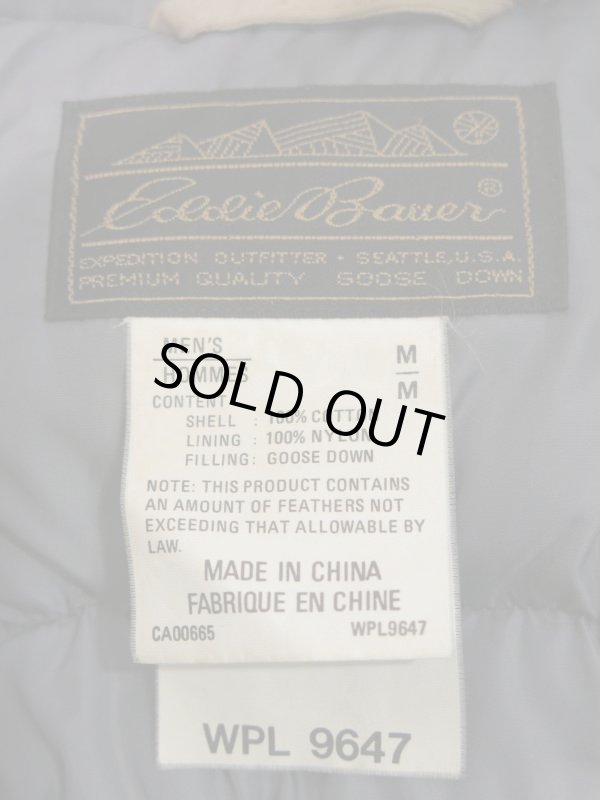 Eddie Bauer®
EXPEDITION OUTFITTER · SEATTLE, U.S.A.
PREMIUM QUALITY GOOSE DOWN
MEN'S M
HOMMES M
SOLD OUT
CONTENT
SHELL : 100% COTTON
LINING : 100% NYLON
FILLING: GOOSE DOWN
NOTE: THIS PRODUCT CONTAINS
AN AMOUNT OF FEATHERS NOT
EXCEEDING THAT ALLOWABLE BY
LAW.
MADE IN CHINA
FABRIQUE EN CHINE
CA00665 WPL9647
WPL 9647